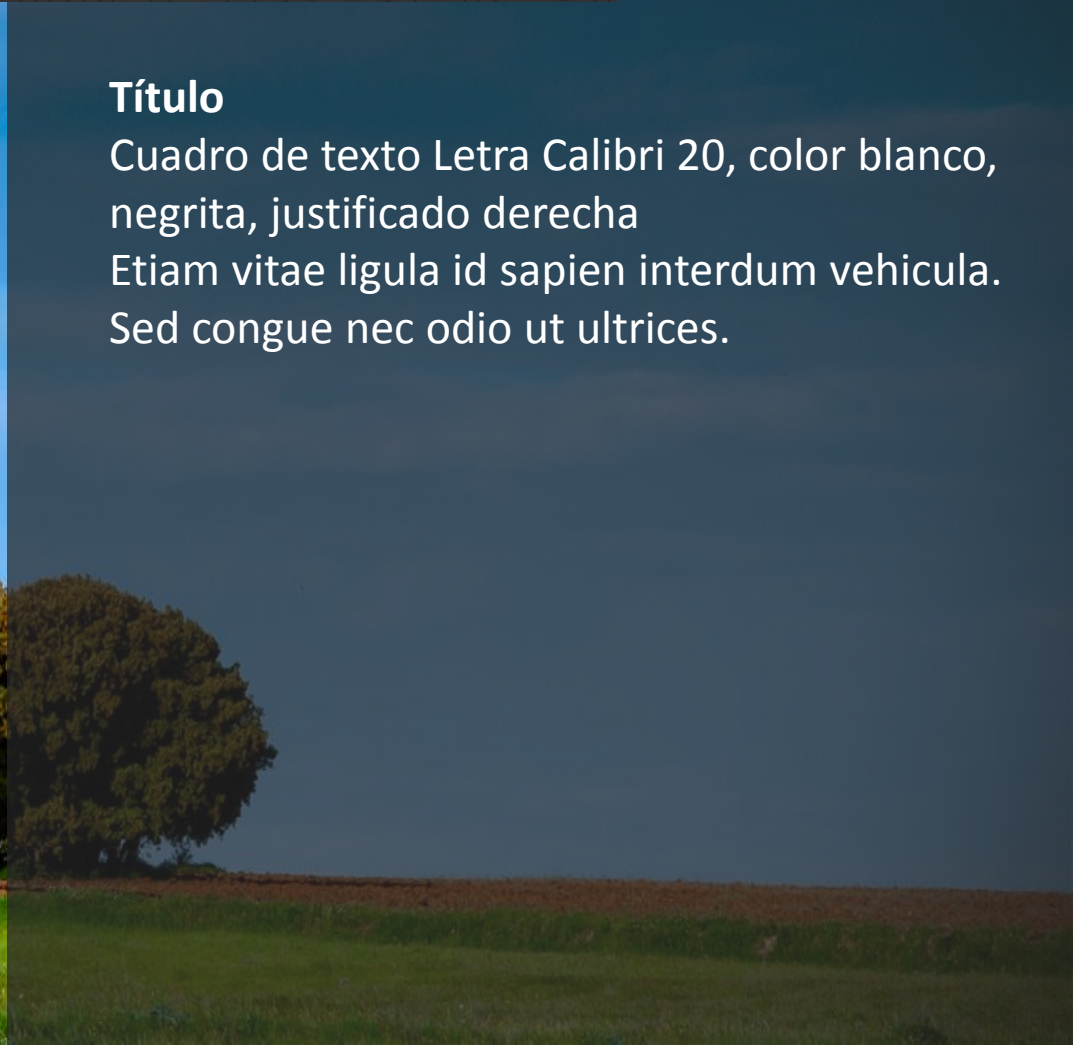 Título
Cuadro de texto Letra Calibri 20, color blanco,
negrita, justificado derecha
Etiam vitae ligula id sapien interdum vehicula.
Sed congue nec odio ut ultrices.